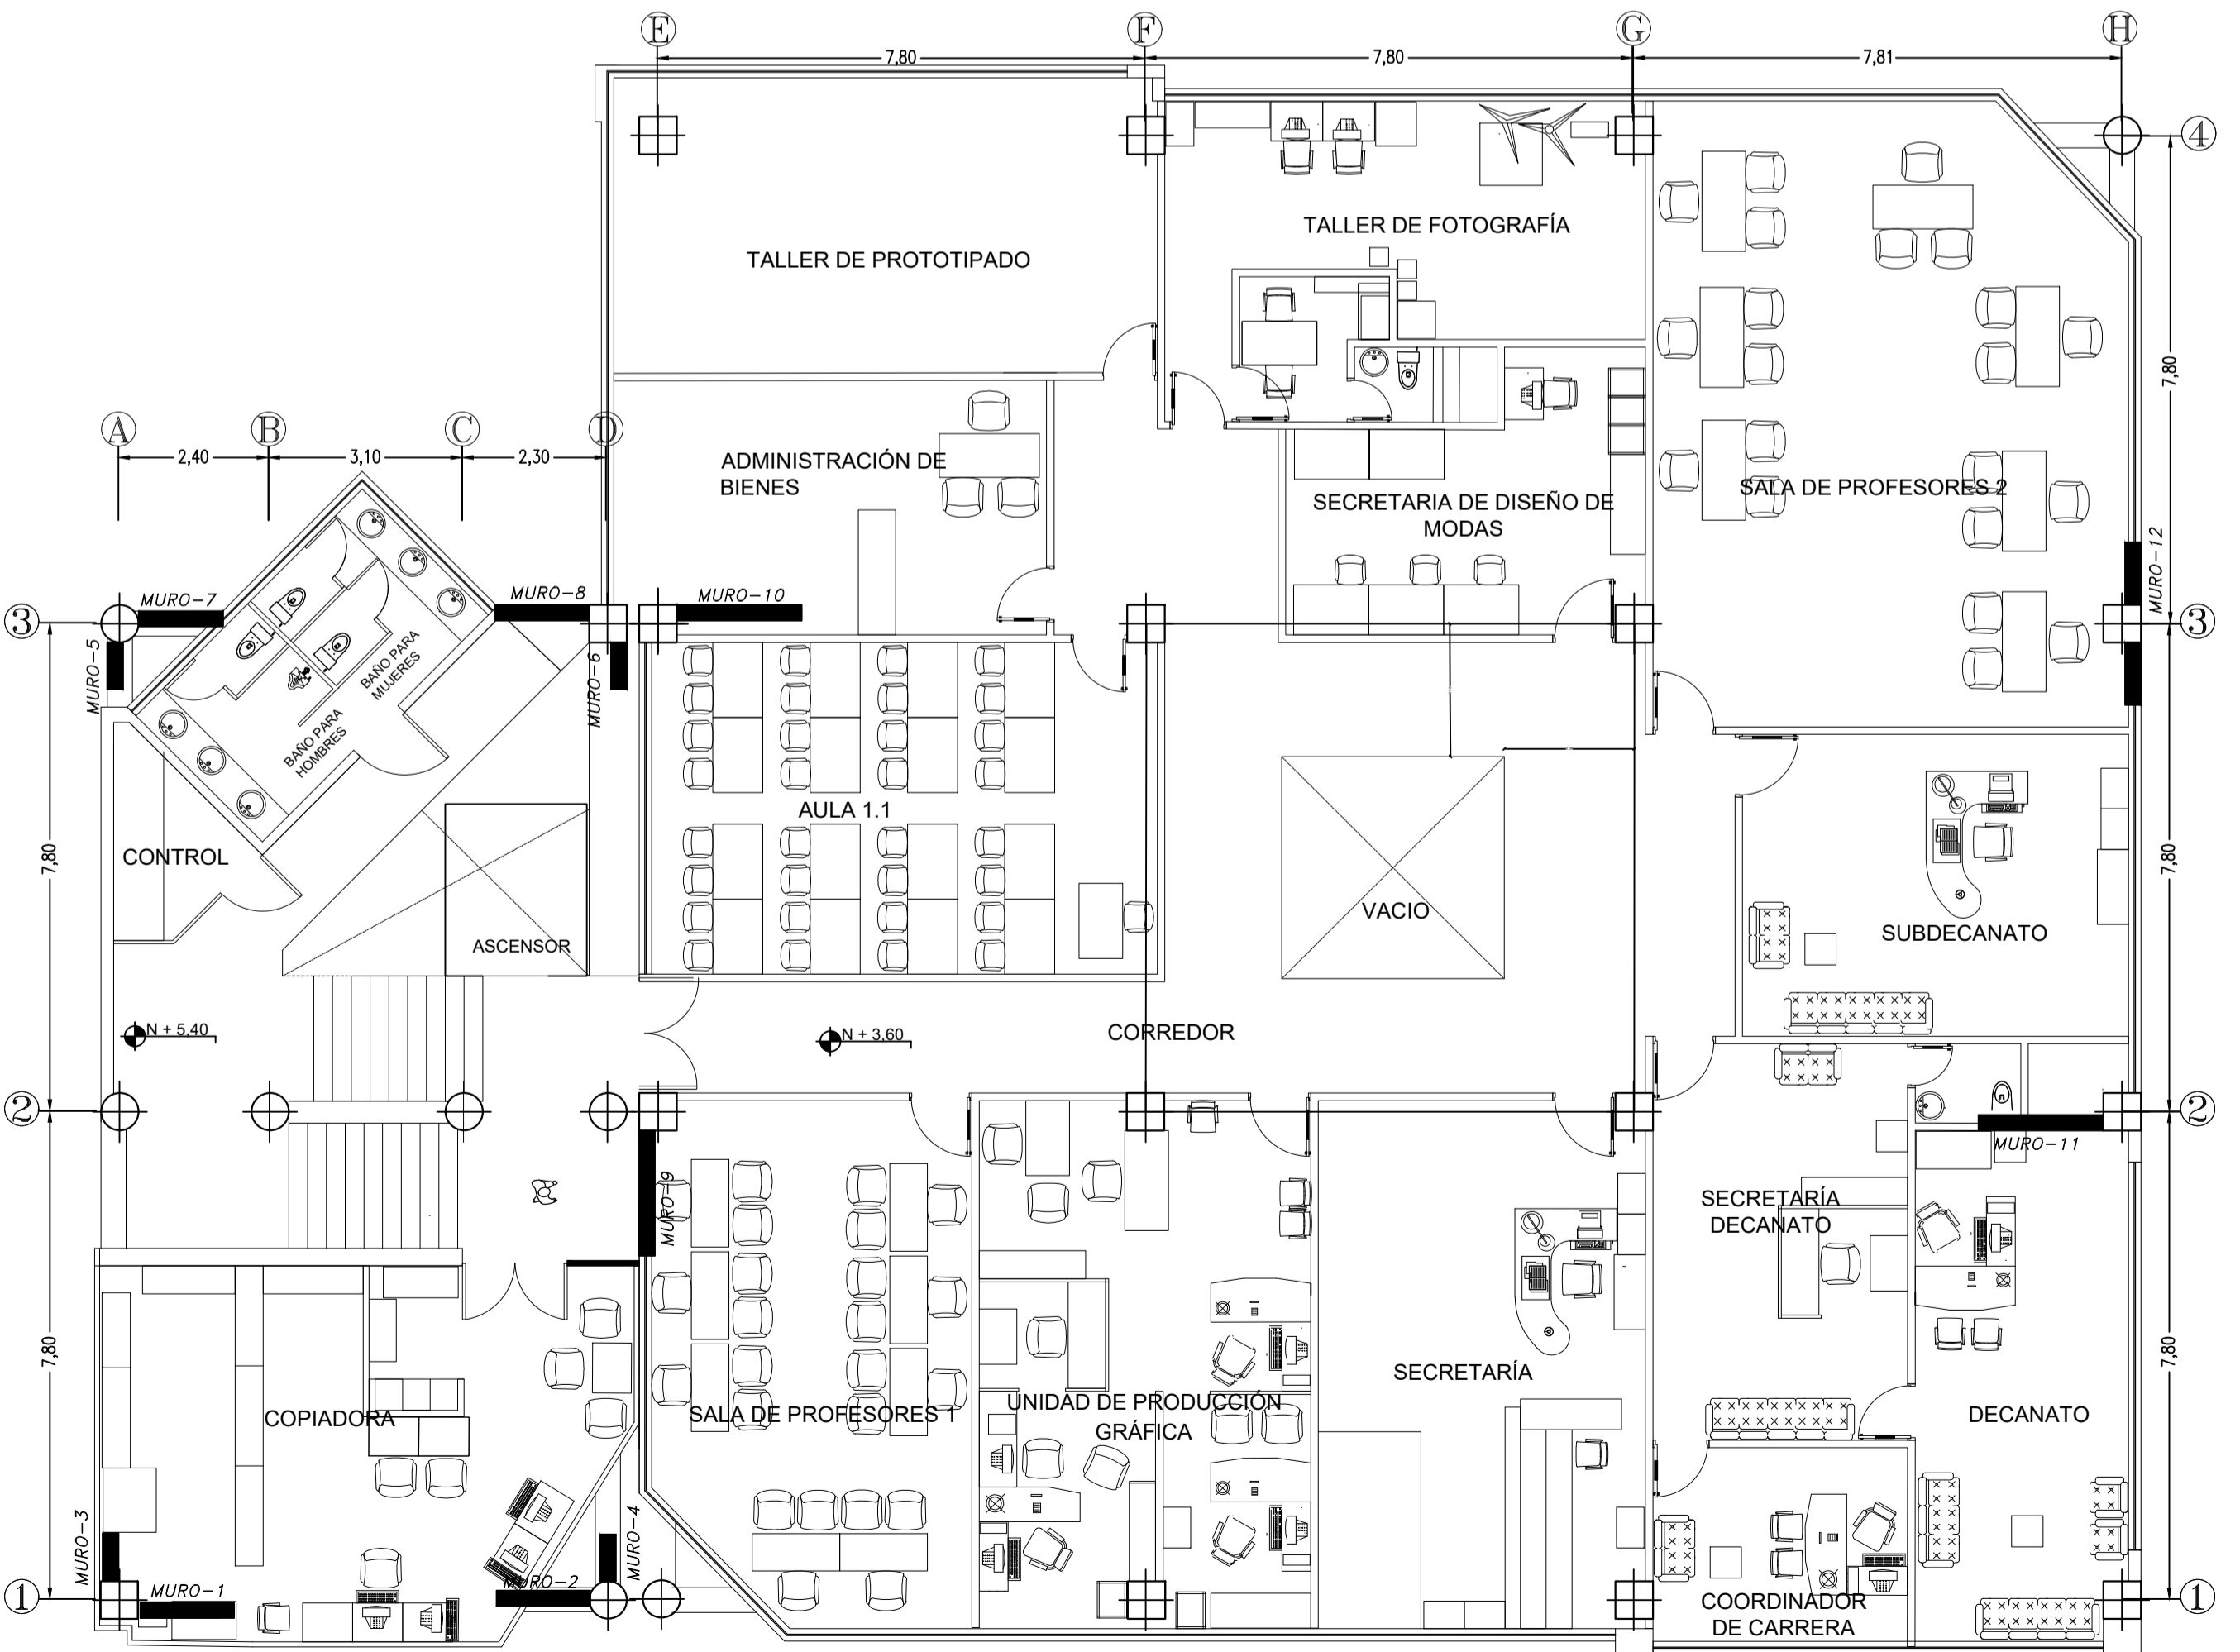 E
F
G
H
7,80
7,80
7,81
4
TALLER DE FOTOGRAFÍA
TALLER DE PROTOTIPADO
7,80
A
B
C
D
2,40
3,10
2,30
ADMINISTRACIÓN DE
BIENES
SECRETARIA DE DISEÑO DE
MODAS
SALA DE PROFESORES 2
MURO-12
3
MURO-7
MURO-8
MURO-10
3
MURO-5
MURO-6
BAÑO PARA
MUJERES
BAÑO PARA
HOMBRES
AULA 1.1
7,80
CONTROL
7,80
VACIO
ASCENSOR
SUBDECANATO
N + 5,40
N + 3,60
CORREDOR
2
2
MURO-11
MURO-9
SECRETARÍA
DECANATO
7,80
7,80
SECRETARÍA
COPIADORA
SALA DE PROFESORES 1
UNIDAD DE PRODUCCIÓN
GRÁFICA
DECANATO
MURO-3
MURO-4
1
MURO-1
MURO-2
1
COORDINADOR
DE CARRERA